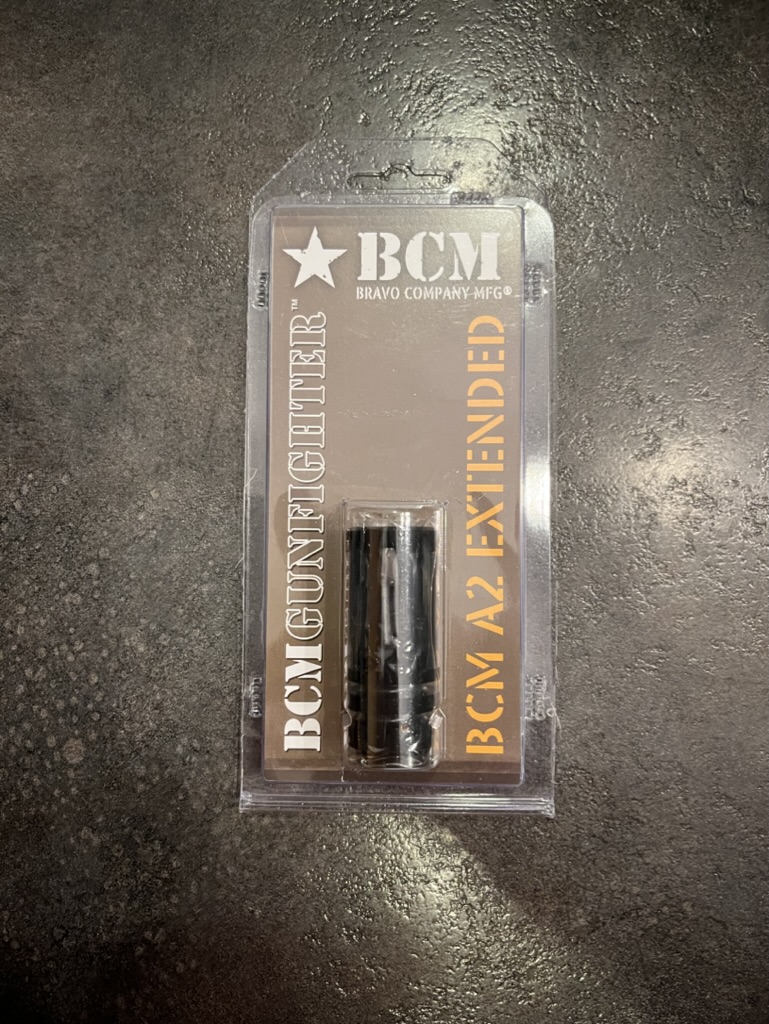 BCM
BRAVO COMPANY MFG®
BCMGUNFIGHTER™
BCM A2 EXTENDED